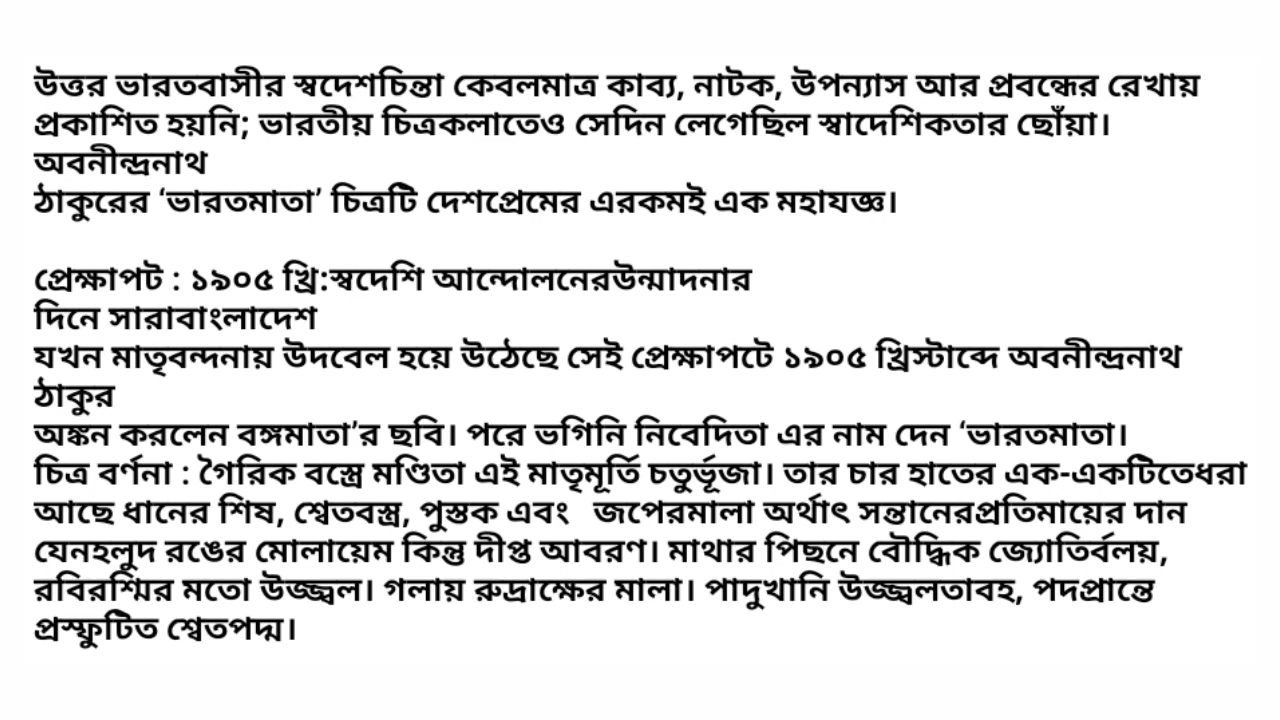 উত্তর ভারতবাসীর স্বদেশচিন্তা কেবলমাত্র কাব্য, নাটক, উপন্যাস আর প্রবন্ধের রেখায়
প্রকাশিত হয়নি; ভারতীয় চিত্রকলাতেও সেদিন লেগেছিল স্বাদেশিকতার ছোঁয়া।
অবনীন্দ্রনাথ
ঠাকুরের ‘ভারতমাতা’ চিত্রটি দেশপ্রেমের এরকমই এক মহাযজ্ঞ।
প্রেক্ষাপট : ১৯০৫ খ্রি:স্বদেশি আন্দোলনেরউন্মাদনার
দিনে সারাবাংলাদেশ
যখন মাতৃবন্দনায় উদবেল হয়ে উঠেছে সেই প্রেক্ষাপটে ১৯০৫ খ্রিস্টাব্দে অবনীন্দ্রনাথ
ঠাকুর
অঙ্কন করলেন বঙ্গমাতা’র ছবি। পরে ভগিনি নিবেদিতা এর নাম দেন ‘ভারতমাতা।
চিত্র বর্ণনা : গৈরিক বস্ত্রে মণ্ডিতা এই মাতৃমূর্তি চতুর্ভূজা। তার চার হাতের এক-একটিতেধরা
আছে ধানের শিষ, শ্বেতবস্ত্র, পুস্তক এবং জপেরমালা অর্থাৎ সন্তানেরপ্রতিমায়ের দান
যেনহলুদ রঙের মোলায়েম কিন্তু দীপ্ত আবরণ। মাথার পিছনে বৌদ্ধিক জ্যোতির্বলয়,
রবিরশ্মির মতো উজ্জ্বল। গলায় রুদ্রাক্ষের মালা। পাদুখানি উজ্জ্বলতাবহ, পদপ্রান্তে
প্রস্ফুটিত শ্বেতপদ্ম।